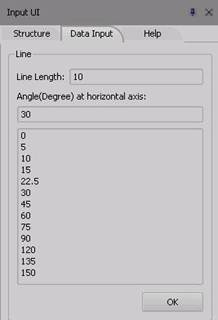 Input UI
Structure Data Input Help
Line
Line Length: 10
Angle(Degree) at horizontal axis:
30
0
5
10
15
22.5
30
45
60
75
90
120
135
150
OK